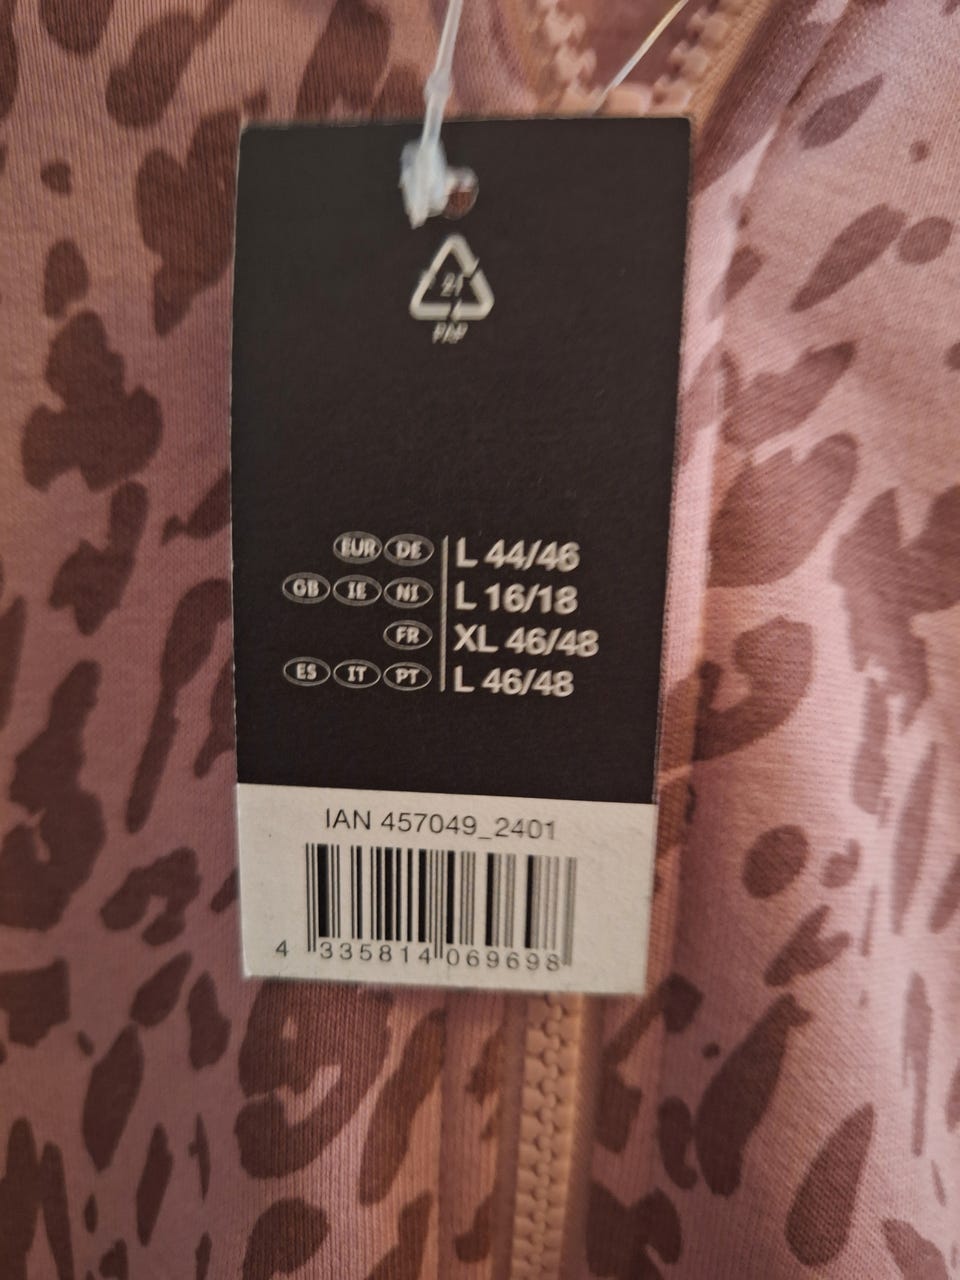 21
PAP
EUR DE L 44/46
GB IE NI L 16/18
FR XL 46/48
ES IT PT L 46/48
IAN 457049_2401
4 335814 069698